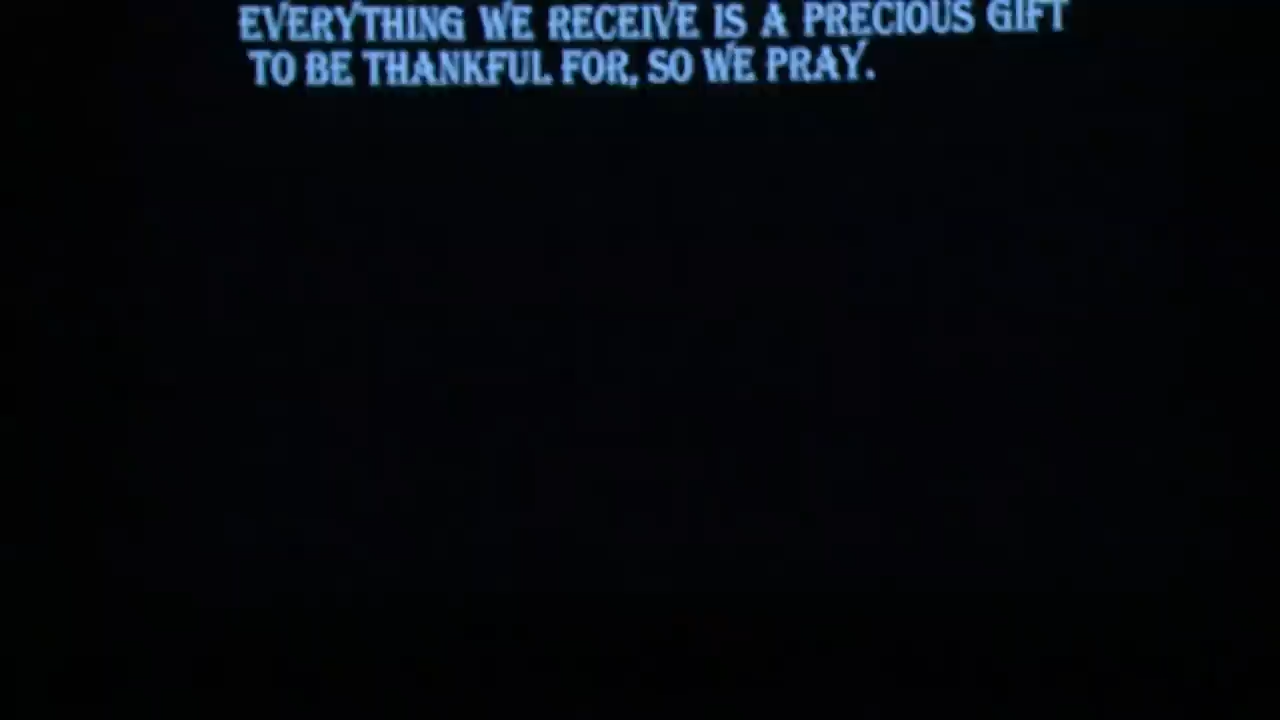 EVERYTHING WE RECEIVE IS A PRECIOUS GIFT
TO BE THANKFUL FOR, SO WE PRAY.